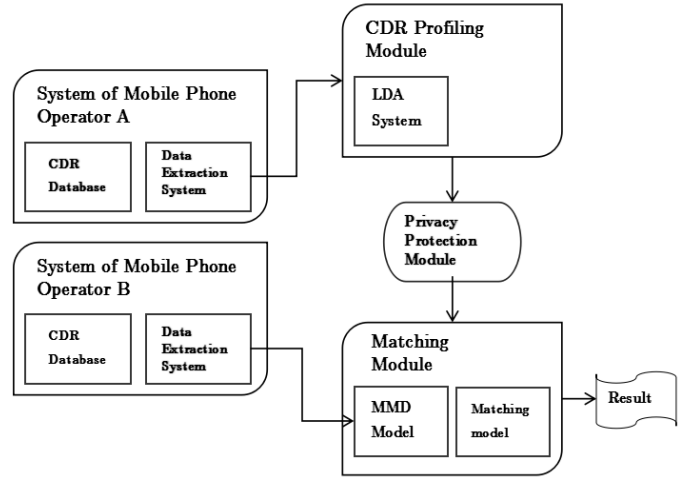 System of Mobile Phone
Operator A
CDR
Database
Data
Extraction
System
CDR Profiling
Module
LDA
System
Privacy
Protection
Module
System of Mobile Phone
Operator B
CDR
Database
Data
Extraction
System
Matching
Module
MMD
Model
Matching
model
Result